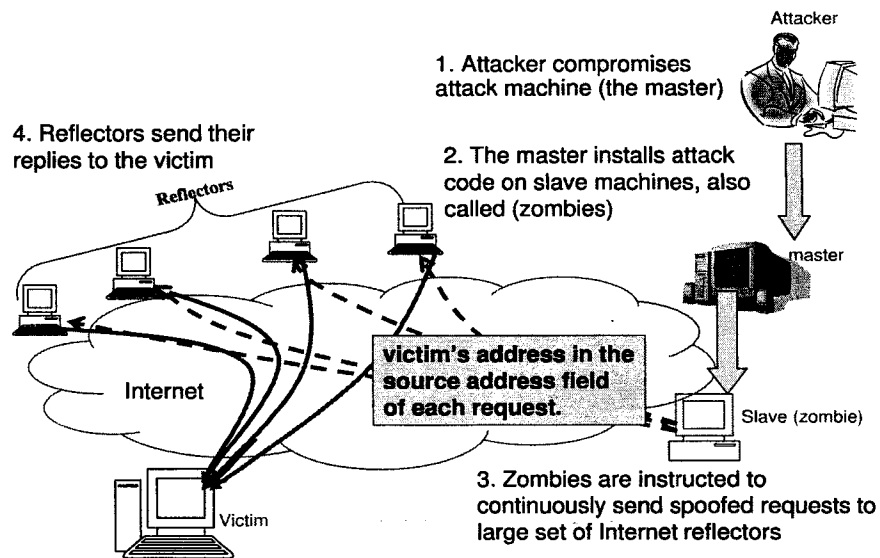 Attacker
1. Attacker compromises
attack machine (the master)
4. Reflectors send their
replies to the victim
2. The master installs attack
code on slave machines, also
called (zombies)
Reflectors
master
victim's address in the
source address field
of each request.
Internet
Slave (zombie)
3. Zombies are instructed to
continuously send spoofed requests to
large set of Internet reflectors
Victim